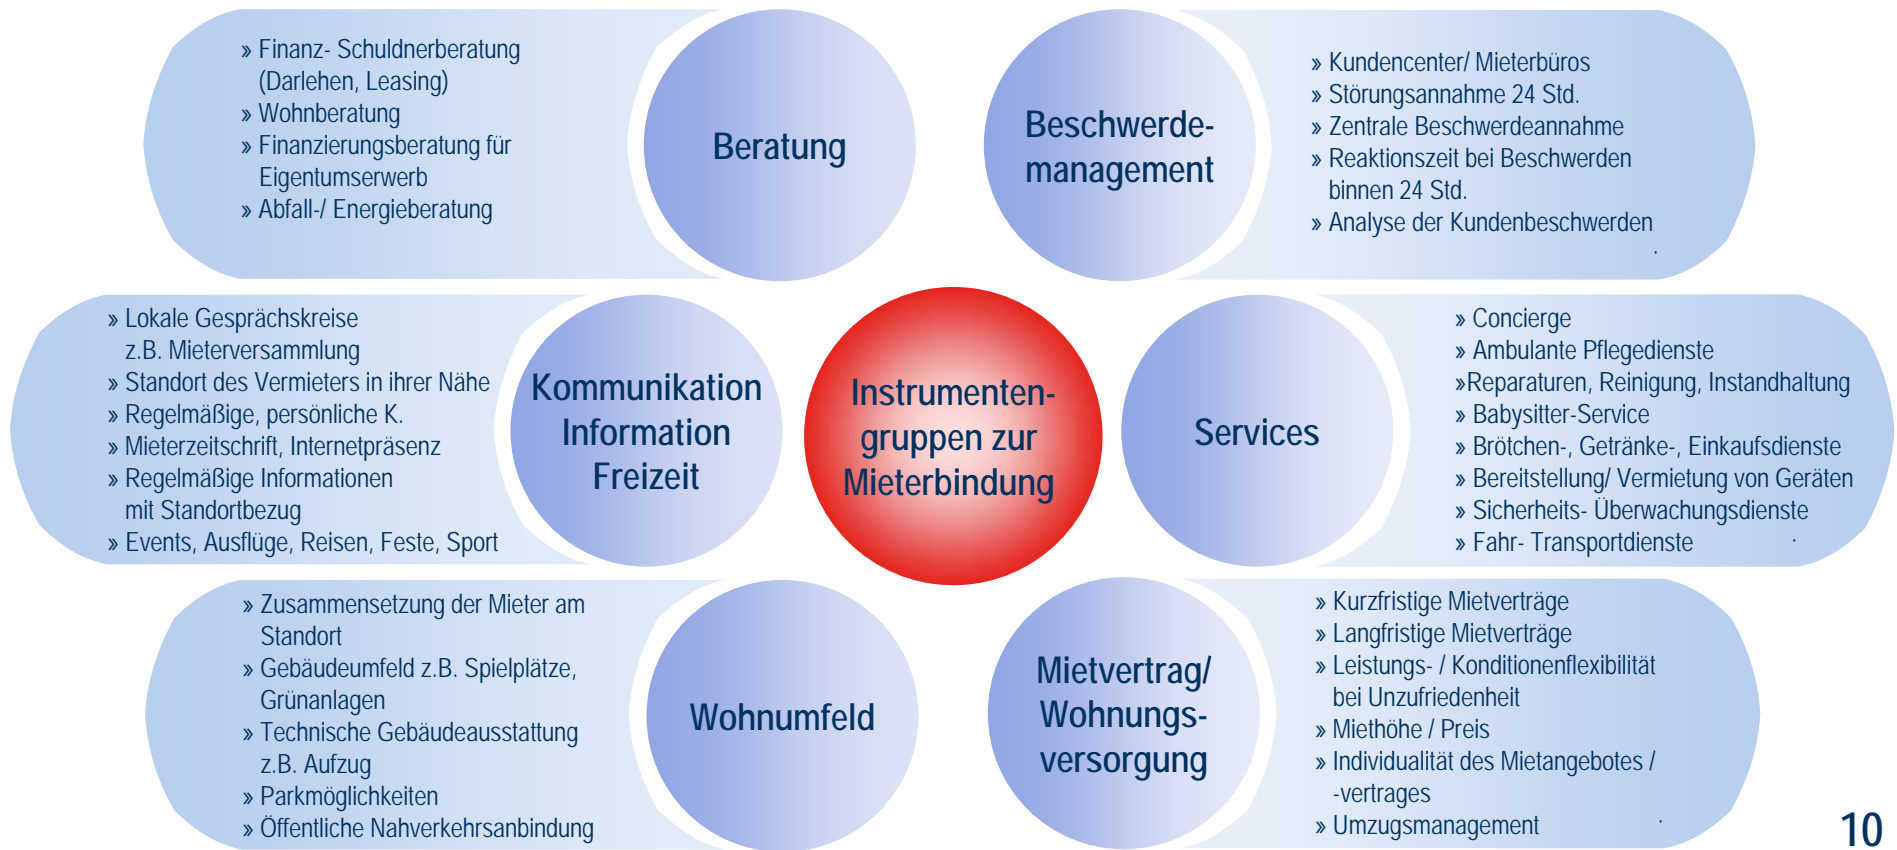 » Finanz- Schuldnerberatung
(Darlehen, Leasing)
» Wohnberatung
» Finanzierungsberatung für
Eigentumserwerb
» Abfall-/ Energieberatung
Beratung
Beschwerde-
management
» Kundencenter/ Mieterbüros
» Störungsannahme 24 Std.
» Zentrale Beschwerdeannahme
» Reaktionszeit bei Beschwerden
binnen 24 Std.
» Analyse der Kundenbeschwerden
.
» Lokale Gesprächskreise
z.B. Mieterversammlung
» Standort des Vermieters in ihrer Nähe
» Regelmäßige, persönliche K.
» Mieterzeitschrift, Internetpräsenz
» Regelmäßige Informationen
mit Standortbezug
» Events, Ausflüge, Reisen, Feste, Sport
Kommunikation
Information
Freizeit
Instrumenten-
gruppen zur
Mieterbindung
Services
» Concierge
» Ambulante Pflegedienste
»Reparaturen, Reinigung, Instandhaltung
» Babysitter-Service
» Brötchen-, Getränke-, Einkaufsdienste
» Bereitstellung/ Vermietung von Geräten
» Sicherheits- Überwachungsdienste
» Fahr- Transportdienste .
» Zusammensetzung der Mieter am
Standort
» Gebäudeumfeld z.B. Spielplätze,
Grünanlagen
» Technische Gebäudeausstattung
z.B. Aufzug
» Parkmöglichkeiten
» Öffentliche Nahverkehrsanbindung
Wohnumfeld
Mietvertrag/
Wohnungs-
versorgung
» Kurzfristige Mietverträge
» Langfristige Mietverträge
» Leistungs- / Konditionenflexibilität
bei Unzufriedenheit
» Miethöhe / Preis
» Individualität des Mietangebotes /
-vertrages
» Umzugsmanagement .
10